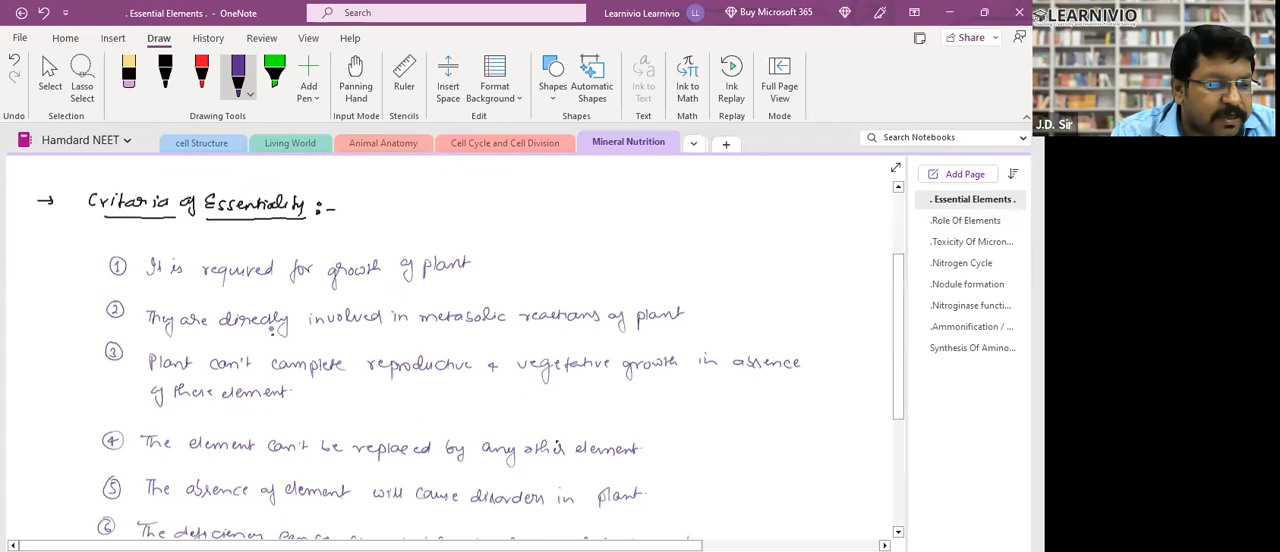 . Essential Elements . - OneNote
Search
Learnivio Learnivio
LL
Buy Microsoft 365
LEARNIVIO
File
Home
Insert
Draw
History
Review
View
Help
Share
Undo
Select
Lasso Select
Add Pen
Panning Hand
Ruler
Insert Space
Format Background
Shapes
Automatic Shapes
Ink to Text
Ink to Math
Ink Replay
Full Page View
Selection
Drawing Tools
Stencils
Edit
Shapes
Text
Math
Replay
Mode
J.D. Sir
Hamdard NEET
cell Structure
Living World
Animal Anatomy
Cell Cycle and Cell Division
Mineral Nutrition
Search Notebooks
Add Page
. Essential Elements .
.Role Of Elements
.Toxicity Of Micron...
.Nitrogen Cycle
.Nodule formation
.Nitroginase functi...
.Ammonification / ...
Synthesis Of Amino...
→ Critaria of Essentiality :-
① It is required for growth of plant
② They are directly involved in metabolic reactions of plant
③ Plant can't complete reproductive & vegetative growth in absence
of these element.
④ The element can't be replaced by any other element.
⑤ The absence of element will cause disorders in plant.
⑥ The deficiency